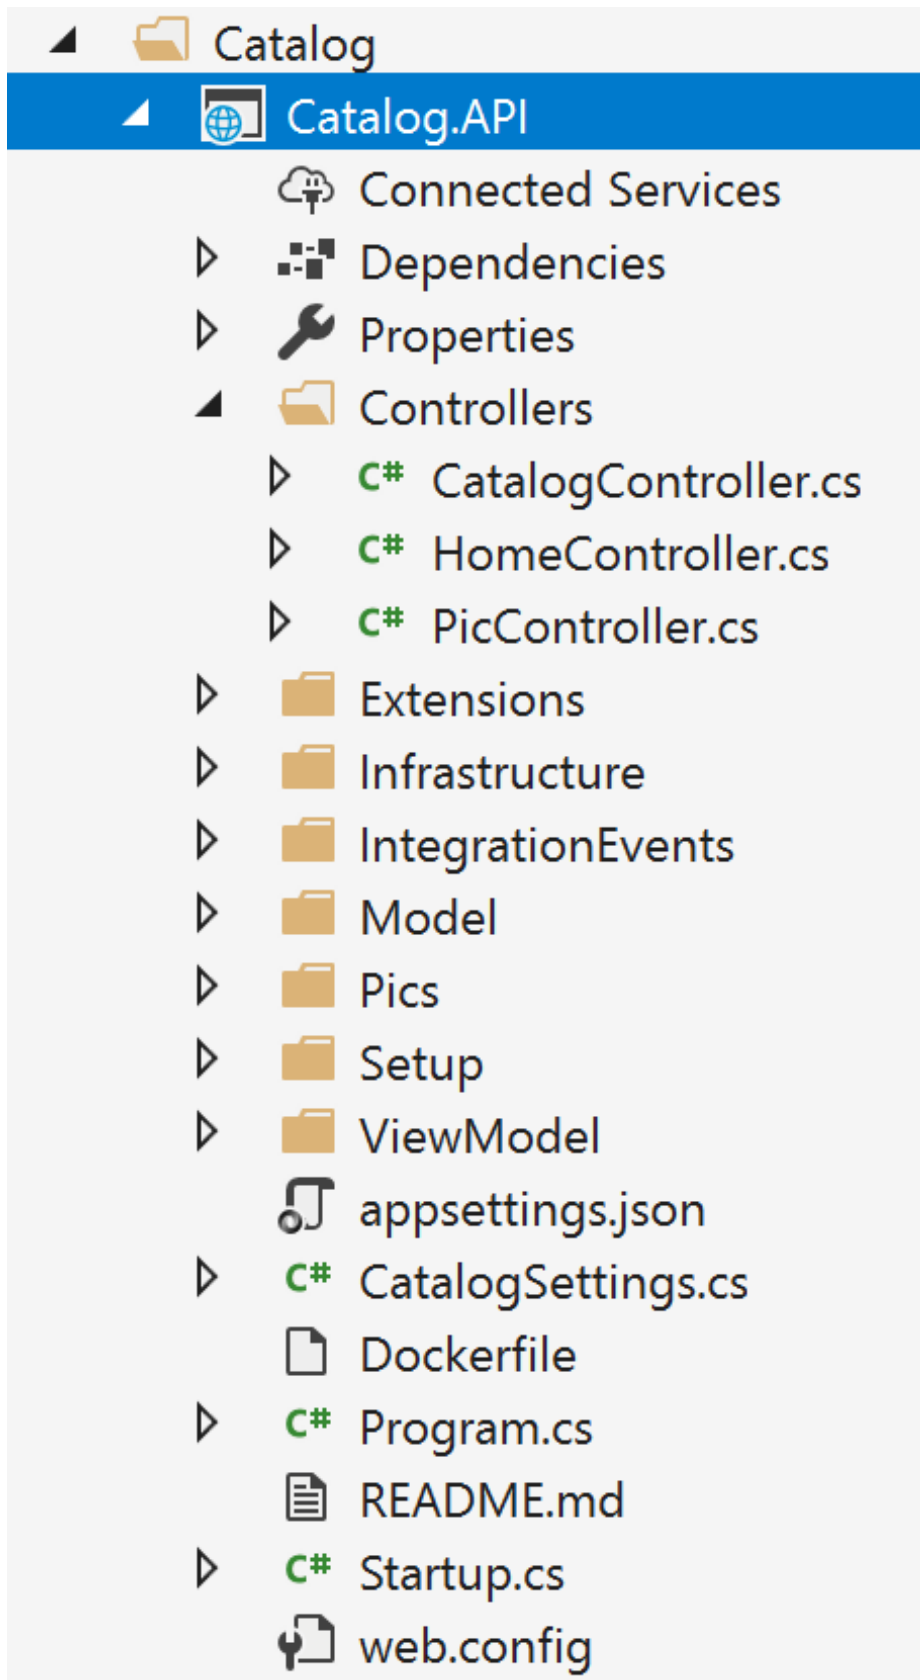 Catalog
Catalog.API
Connected Services
Dependencies
Properties
Controllers
C# CatalogController.cs
C# HomeController.cs
C# PicController.cs
Extensions
Infrastructure
IntegrationEvents
Model
Pics
Setup
ViewModel
appsettings.json
C# CatalogSettings.cs
Dockerfile
C# Program.cs
README.md
C# Startup.cs
web.config